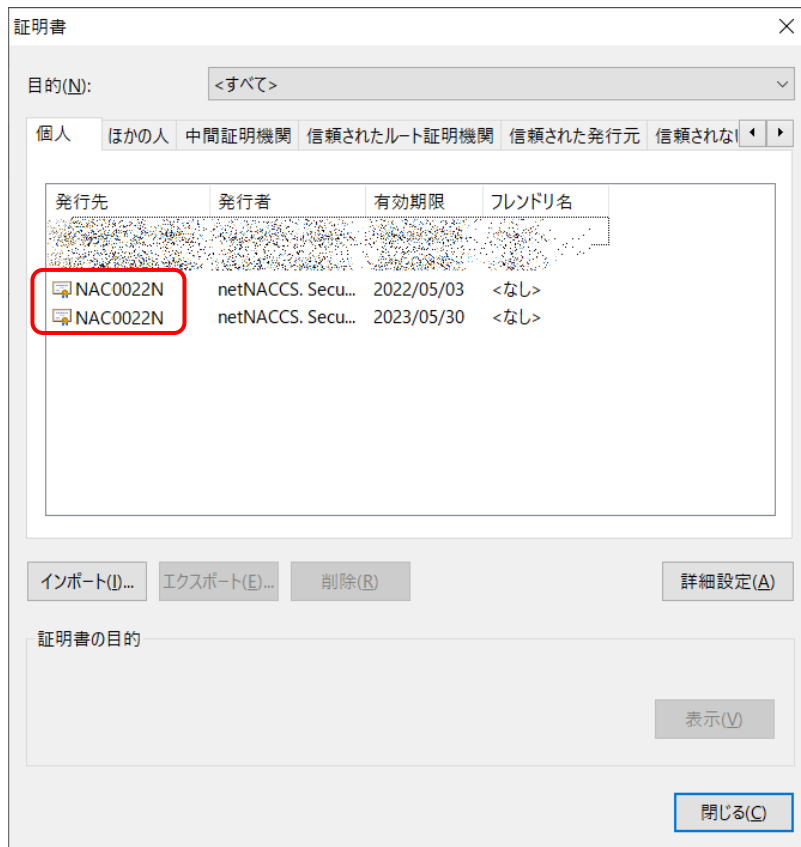 証明書
目的(N): <すべて>
個人 ほかの人 中間証明機関 信頼されたルート証明機関 信頼された発行元 信頼されない
発行先 発行者 有効期限 フレンドリ名
NAC0022N netNACCS. Secu... 2022/05/03 <なし>
NAC0022N netNACCS. Secu... 2023/05/30 <なし>
インポート(I)... エクスポート(E)... 削除(R) 詳細設定(A)
証明書の目的
表示(V)
閉じる(C)